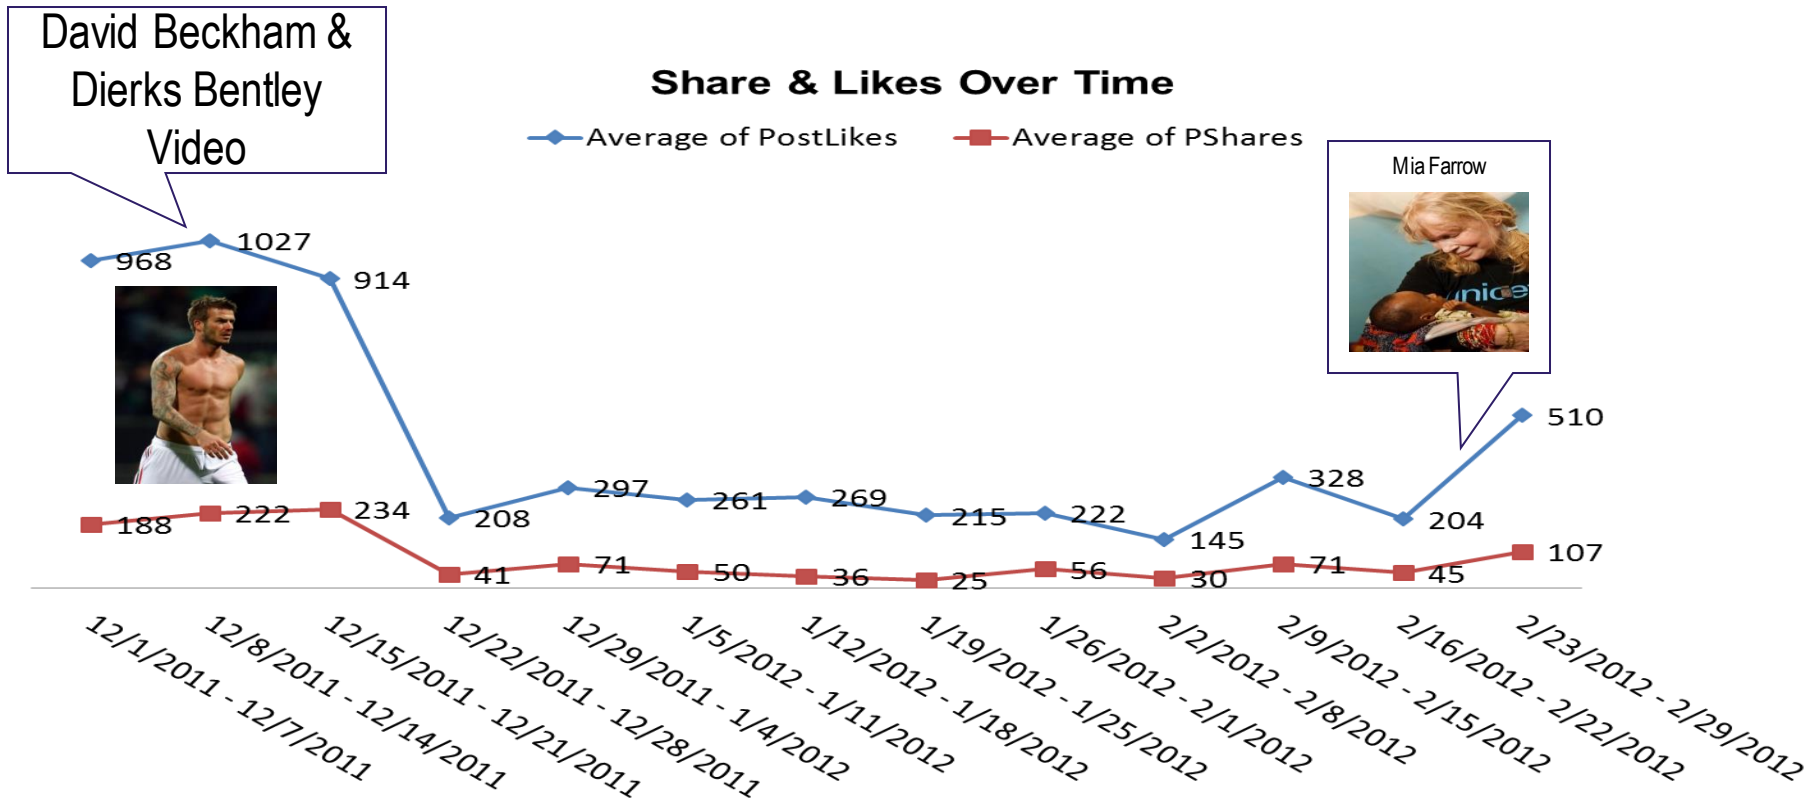 David Beckham &
Dierks Bentley
Video
Share & Likes Over Time
Average of PostLikes
Average of PShares
Mia Farrow
unice
968
1027
914
208
297
261
269
215
222
145
328
204
510
188
222
234
41
71
50
36
25
56
30
71
45
107
12/1/2011 - 12/7/2011
12/8/2011 - 12/14/2011
12/15/2011 - 12/21/2011
12/22/2011 - 12/28/2011
12/29/2011 - 1/4/2012
1/5/2012 - 1/11/2012
1/12/2012 - 1/18/2012
1/19/2012 - 1/25/2012
1/26/2012 - 2/1/2012
2/2/2012 - 2/8/2012
2/9/2012 - 2/15/2012
2/16/2012 - 2/22/2012
2/23/2012 - 2/29/2012